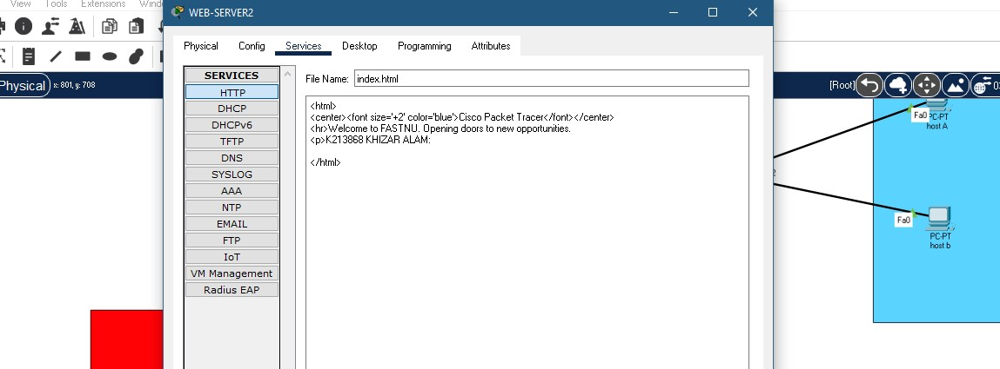 View Tools Extensions
WEB-SERVER2
Physical Config Services Desktop Programming Attributes
Physical x: 801, y: 708
[Root]
SERVICES
HTTP
DHCP
DHCPv6
TFTP
DNS
SYSLOG
AAA
NTP
EMAIL
FTP
IoT
VM Management
Radius EAP
File Name: index.html
<html>
<center><font size='+2' color='blue'>Cisco Packet Tracer</font></center>
<hr>Welcome to FASTNU. Opening doors to new opportunities.
<p>K213868 KHIZAR ALAM:
</html>
Fa0
PC-PT
host A
Fa0
PC-PT
host b